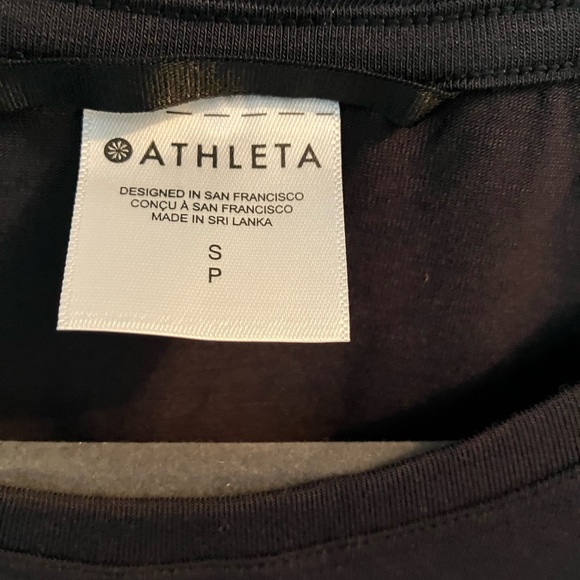 ATHLETA
DESIGNED IN SAN FRANCISCO
CONÇU À SAN FRANCISCO
MADE IN SRI LANKA
S
P